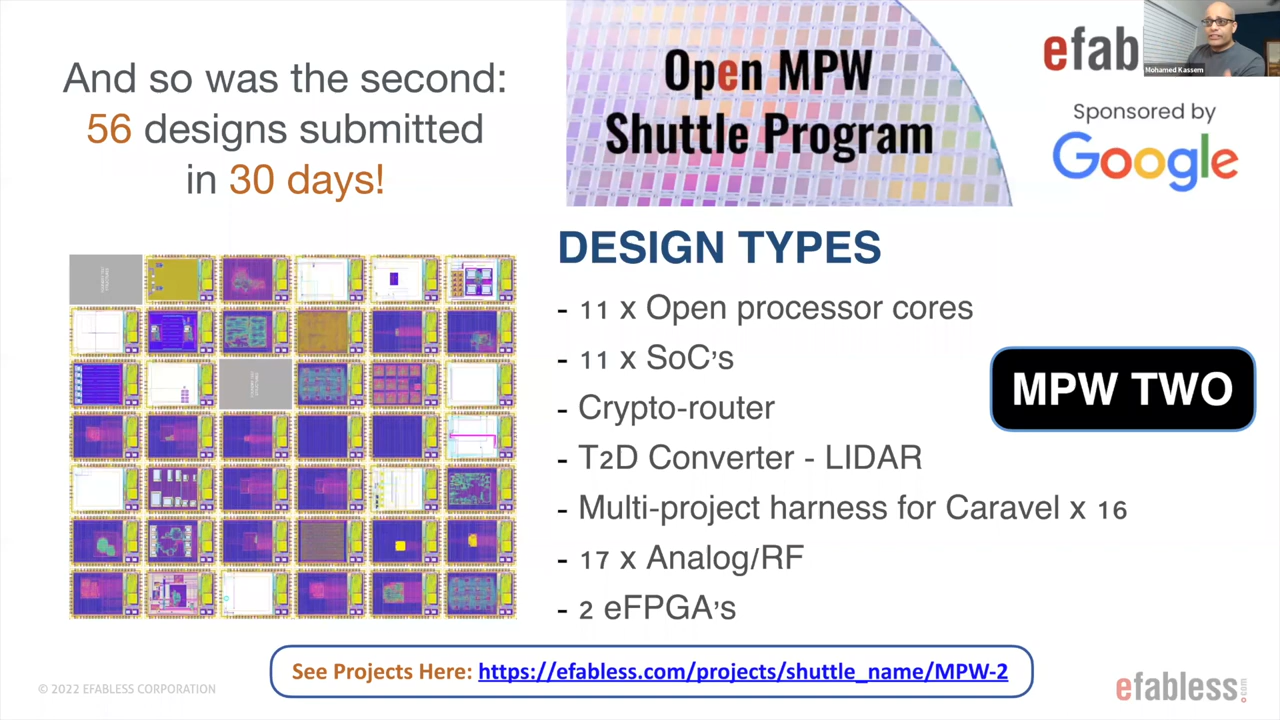 And so was the second:
56 designs submitted
in 30 days!
Open MPW
Shuttle Program
efab
Mohamed Kassem
Sponsored by
Google
DESIGN TYPES
- 11 x Open processor cores
- 11 x SoC's
- Crypto-router
- T2D Converter - LIDAR
- Multi-project harness for Caravel x 16
- 17 x Analog/RF
- 2 eFPGA's
MPW TWO
See Projects Here: https://efabless.com/projects/shuttle_name/MPW-2
© 2022 EFABLESS CORPORATION
efabless.com